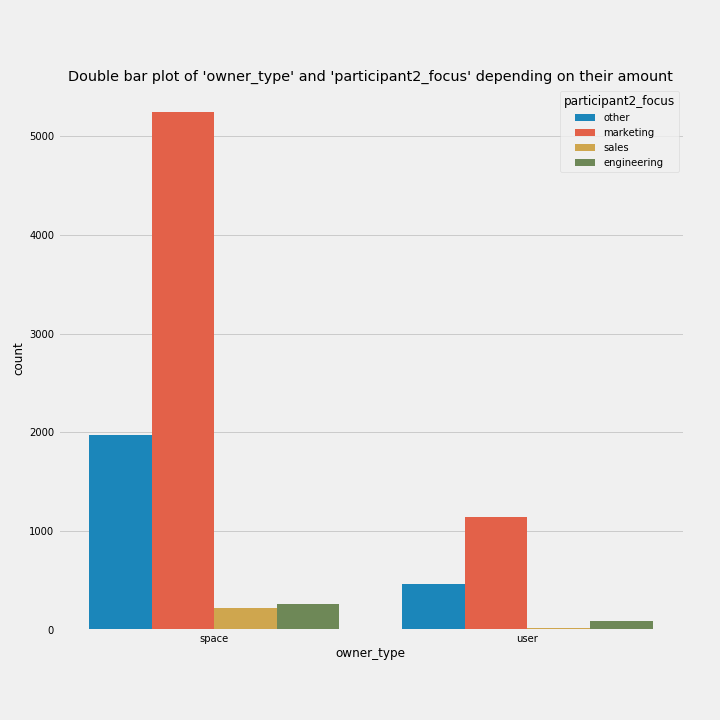 Double bar plot of 'owner_type' and 'participant2_focus' depending on their amount
participant2_focus
other
marketing
sales
engineering
5000
4000
3000
2000
1000
0
count
space
user
owner_type